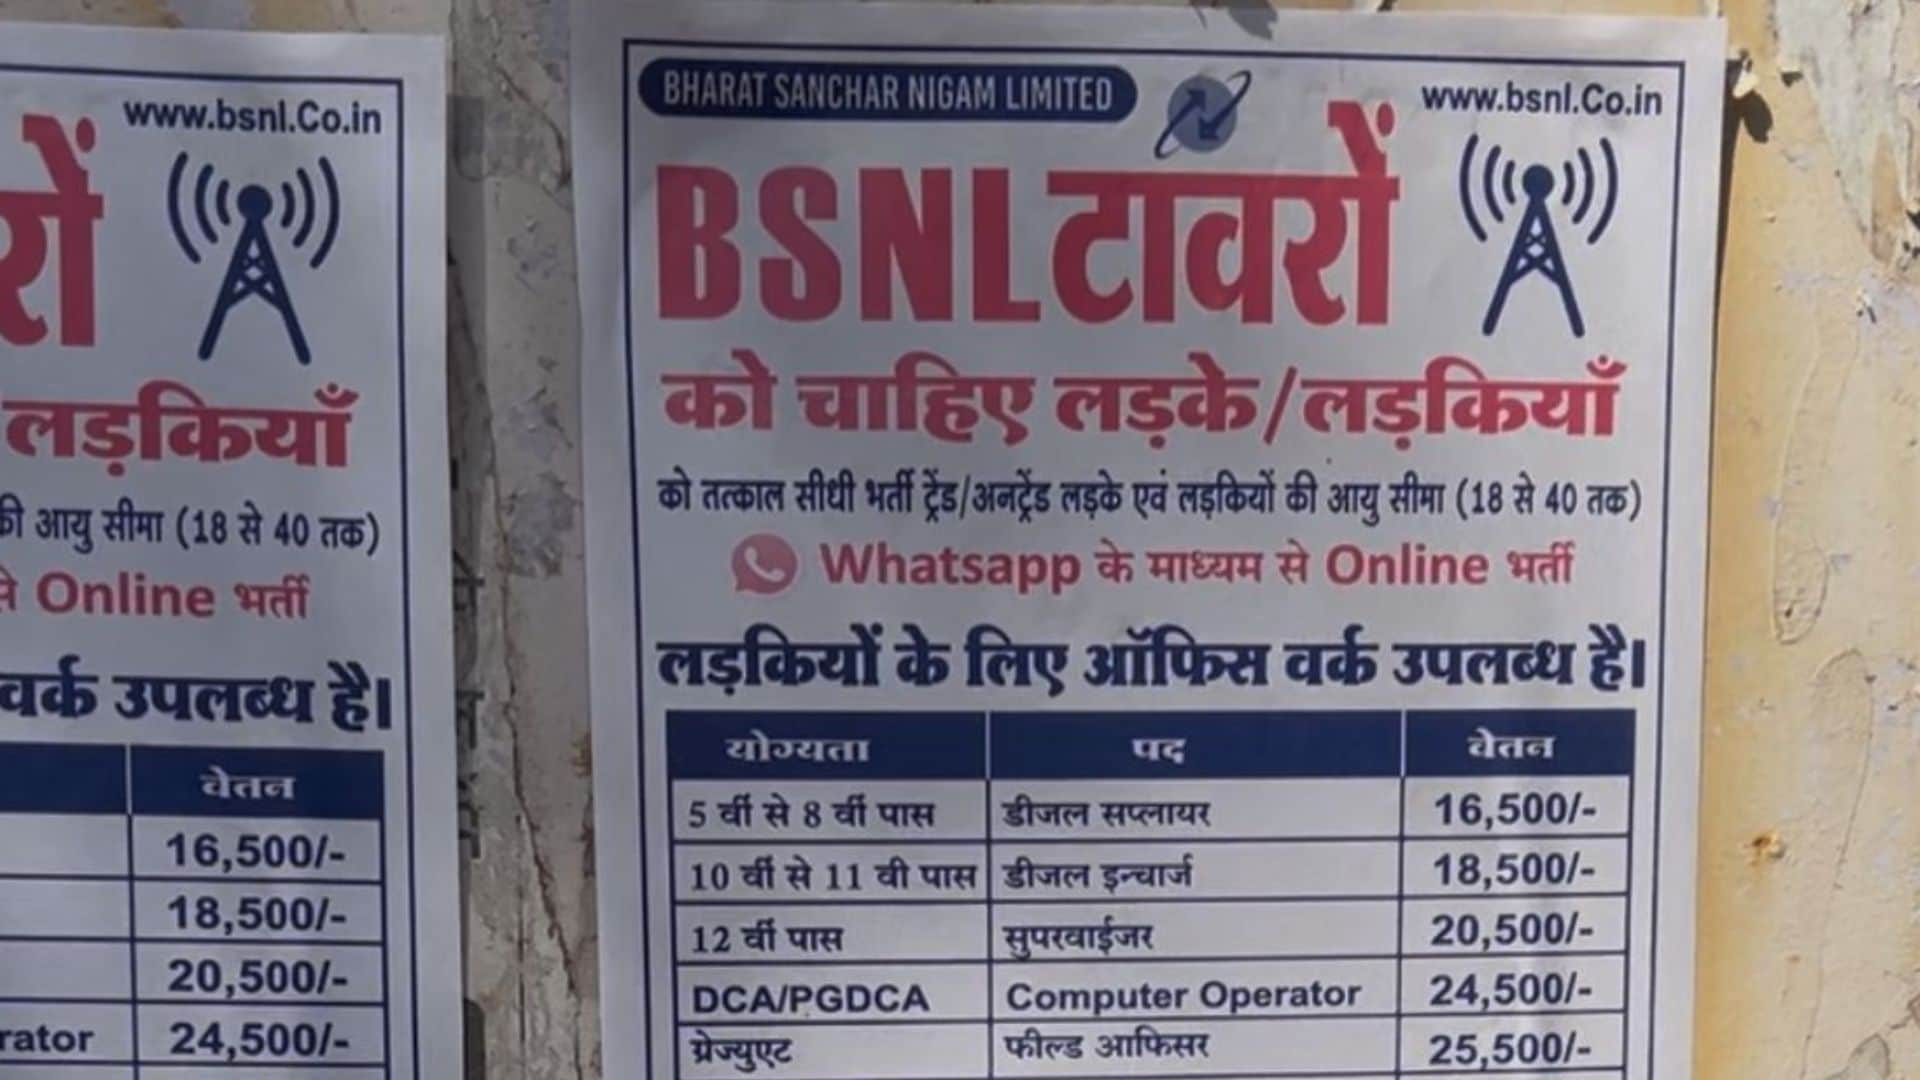 www.bsnl.Co.in
रों
लड़कियाँ
की आयु सीमा (18 से 40 तक)
से Online भर्ती
वर्क उपलब्ध है।
वेतन
16,500/-
18,500/-
20,500/-
rator 24,500/-
BHARAT SANCHAR NIGAM LIMITED www.bsnl.Co.in
BSNL टावरों
को चाहिए लड़के/लड़कियाँ
को तत्काल सीधी भर्ती ट्रेंड/अनट्रेंड लड़के एवं लड़कियों की आयु सीमा (18 से 40 तक)
Whatsapp के माध्यम से Online भर्ती
लड़कियों के लिए ऑफिस वर्क उपलब्ध है।
योग्यता पद वेतन
5 वीं से 8 वीं पास डीजल सप्लायर 16,500/-
10 वीं से 11 वी पास डीजल इन्चार्ज 18,500/-
12 वीं पास सुपरवाईजर 20,500/-
DCA/PGDCA Computer Operator 24,500/-
ग्रेज्युएट फील्ड आफिसर 25,500/-